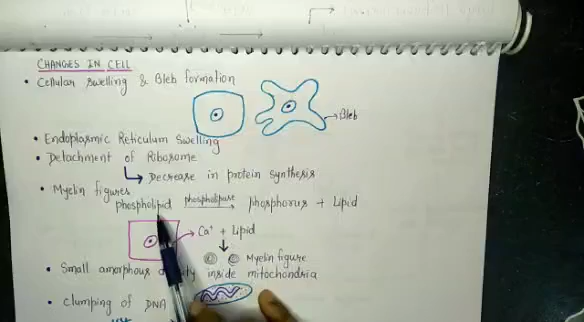 CHANGES IN CELL
• Cellular swelling & Bleb formation
→ Bleb
• Endoplasmic Reticulum Swelling
• Detachment of Ribosome
↳ Decrease in protein synthesis
• Myelin figures
phospholipid phospholipase → phosphorus + Lipid
→ Ca+ + Lipid
↓
Myelin figure
• Small amorphous inside mitochondria
• Clumping of DNA